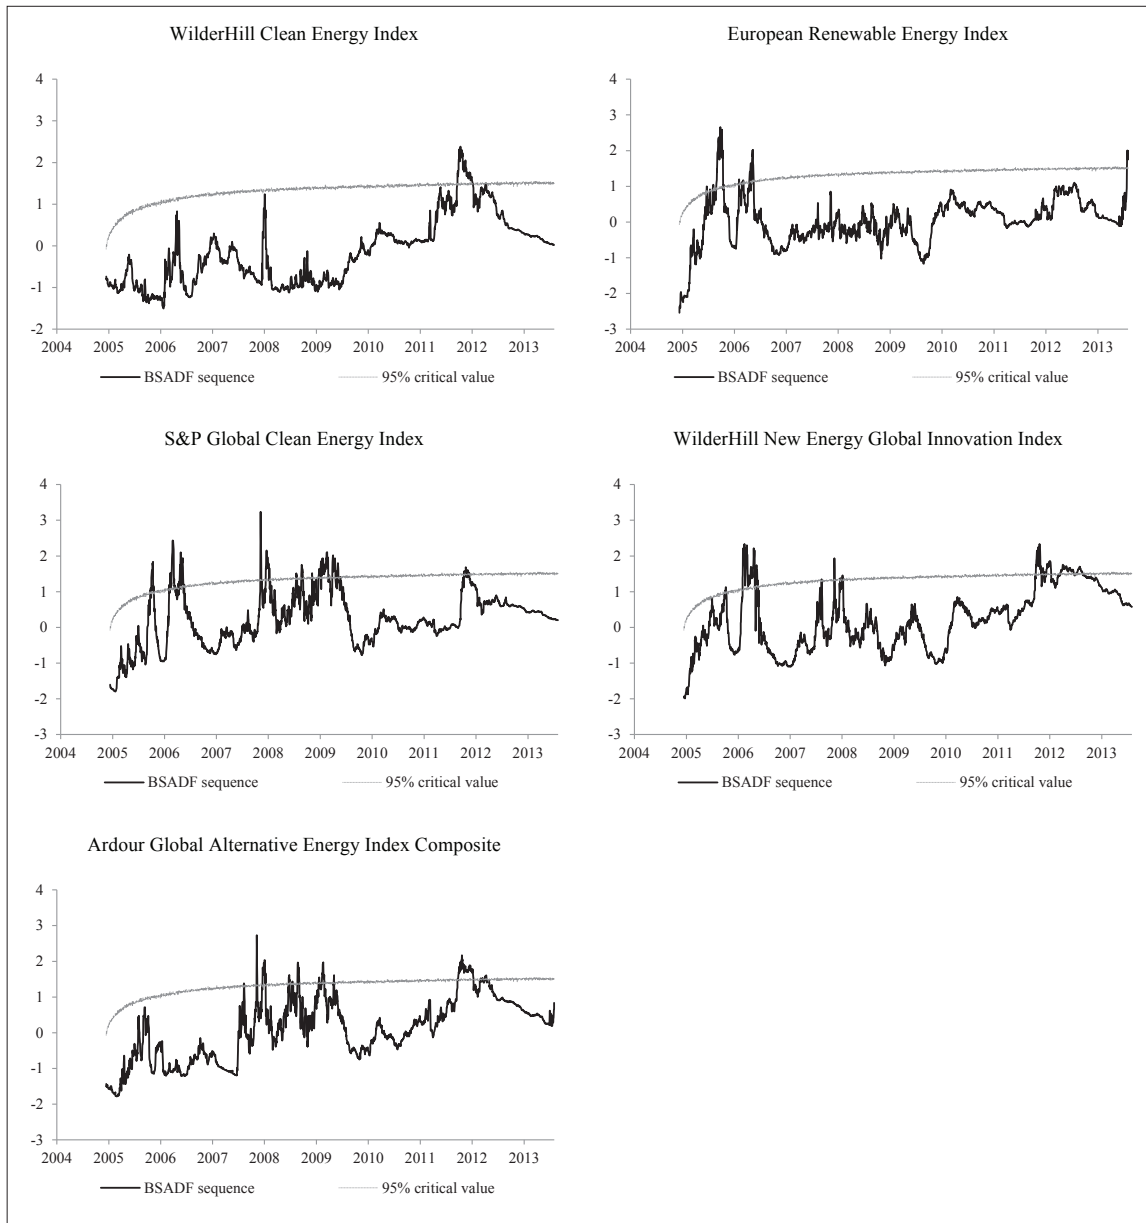 WilderHill Clean Energy Index
4
3
2
1
0
-1
-2
2004 2005 2006 2007 2008 2009 2010 2011 2012 2013
BSADF sequence 95% critical value
European Renewable Energy Index
4
3
2
1
0
-1
-2
-3
2004 2005 2006 2007 2008 2009 2010 2011 2012 2013
BSADF sequence 95% critical value
S&P Global Clean Energy Index
4
3
2
1
0
-1
-2
-3
2004 2005 2006 2007 2008 2009 2010 2011 2012 2013
BSADF sequence 95% critical value
WilderHill New Energy Global Innovation Index
4
3
2
1
0
-1
-2
-3
2004 2005 2006 2007 2008 2009 2010 2011 2012 2013
BSADF sequence 95% critical value
Ardour Global Alternative Energy Index Composite
4
3
2
1
0
-1
-2
-3
2004 2005 2006 2007 2008 2009 2010 2011 2012 2013
BSADF sequence 95% critical value